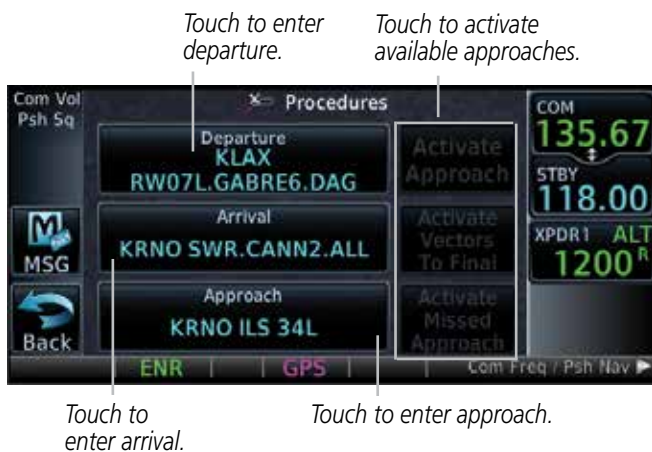 Touch to enter
departure.
Touch to activate
available approaches.
Com Vol
Psh Sq
Procedures
Departure
KLAX
RW07L.GABRE6.DAG
Activate
Approach
COM
135.67
STBY
118.00
MSG
Arrival
KRNO SWR.CANN2.ALL
Activate
Vectors
To Final
XPDR1 ALT
1200 R
Back
Approach
KRNO ILS 34L
Activate
Missed
Approach
ENR
GPS
Com Freq / Psh Nav
Touch to
enter arrival.
Touch to enter approach.